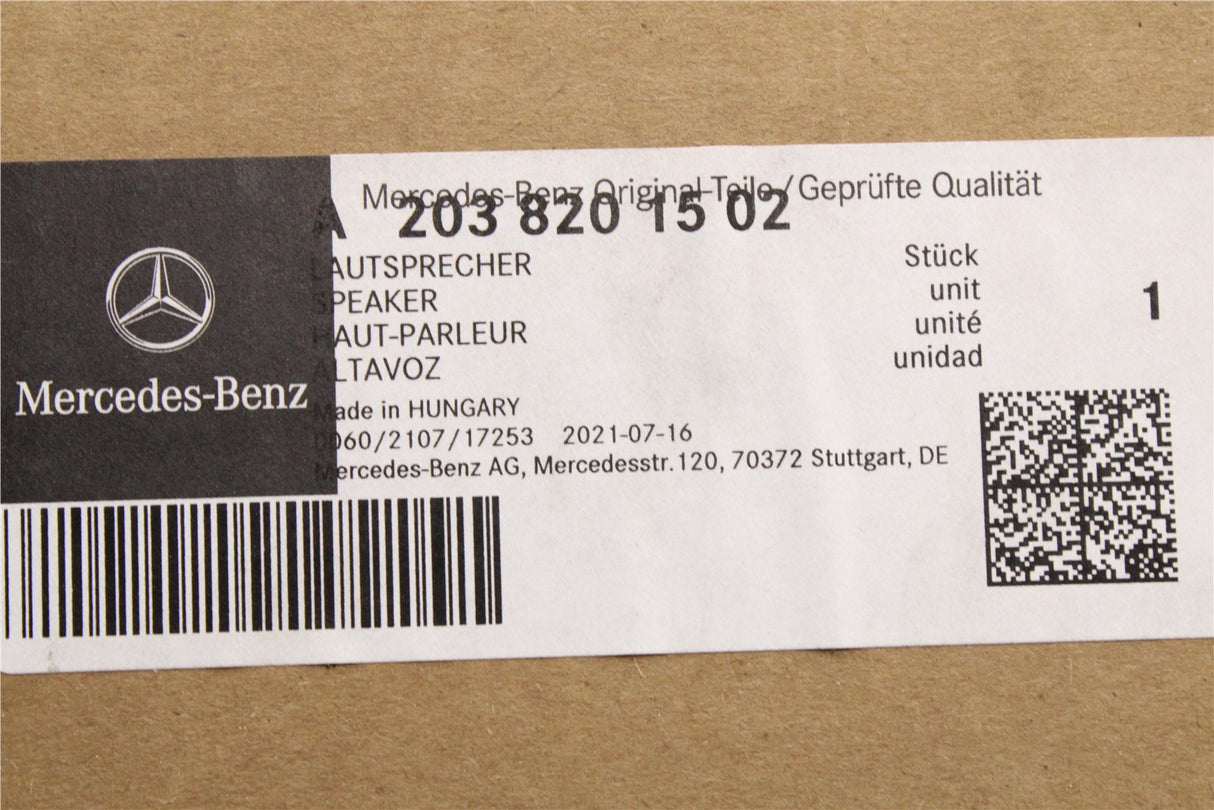 Mercedes-Benz Original-Teile/Geprüfte Qualität
A 203 820 15 02
LAUTSPRECHER
SPEAKER
HAUT-PARLEUR
ALTAVOZ
Stück
unit
unité
unidad
1
Mercedes-Benz
Made in HUNGARY
0060/2107/17253 2021-07-16
Mercedes-Benz AG, Mercedesstr.120, 70372 Stuttgart, DE